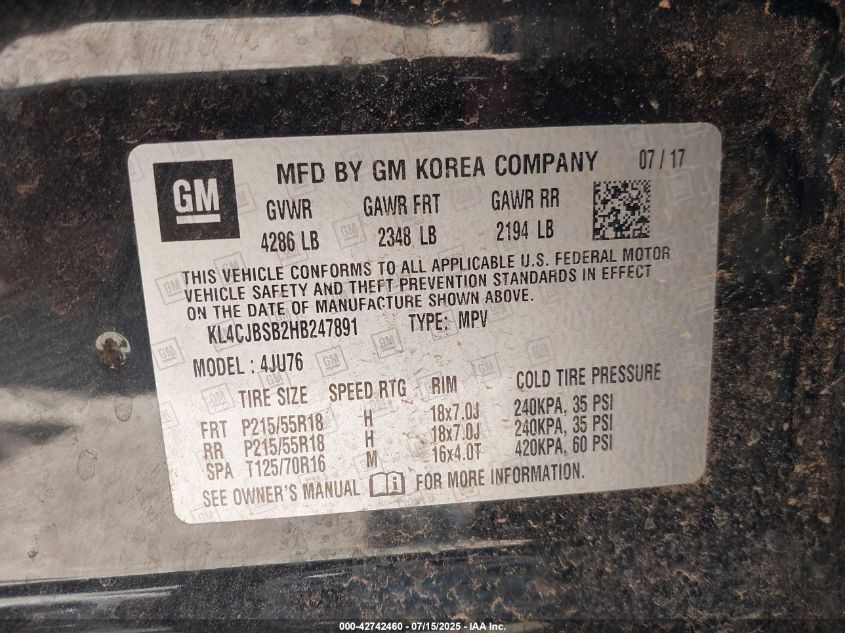 GM
MFD BY GM KOREA COMPANY 07 / 17
GVWR GAWR FRT GAWR RR
4286 LB 2348 LB 2194 LB
THIS VEHICLE CONFORMS TO ALL APPLICABLE U.S. FEDERAL MOTOR
VEHICLE SAFETY AND THEFT PREVENTION STANDARDS IN EFFECT
ON THE DATE OF MANUFACTURE SHOWN ABOVE.
KL4CJBSB2HB247891 TYPE: MPV
MODEL : 4JU76
TIRE SIZE SPEED RTG RIM COLD TIRE PRESSURE
FRT P215/55R18 H 18x7.0J 240KPA, 35 PSI
RR P215/55R18 H 18x7.0J 240KPA, 35 PSI
SPA T125/70R16 M 16x4.0T 420KPA, 60 PSI
SEE OWNER'S MANUAL i FOR MORE INFORMATION.
000-42742460 - 07/15/2025 - IAA Inc.